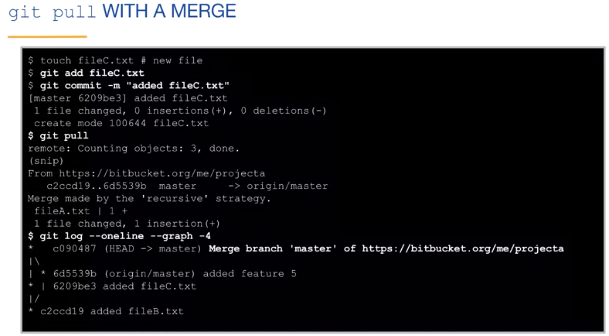 git pull WITH A MERGE
$ touch fileC.txt # new file
$ git add fileC.txt
$ git commit -m "added fileC.txt"
[master 6209be3] added fileC.txt
 1 file changed, 0 insertions(+), 0 deletions(-)
 create mode 100644 fileC.txt
$ git pull
remote: Counting objects: 3, done.
(snip)
From https://bitbucket.org/me/projecta
   c2ccd19..6d5539b  master     -> origin/master
Merge made by the 'recursive' strategy.
 fileA.txt | 1 +
 1 file changed, 1 insertion(+)
$ git log --oneline --graph -4
*   c090487 (HEAD -> master) Merge branch 'master' of https://bitbucket.org/me/projecta
|\
| * 6d5539b (origin/master) added feature 5
* | 6209be3 added fileC.txt
|/
* c2ccd19 added fileB.txt